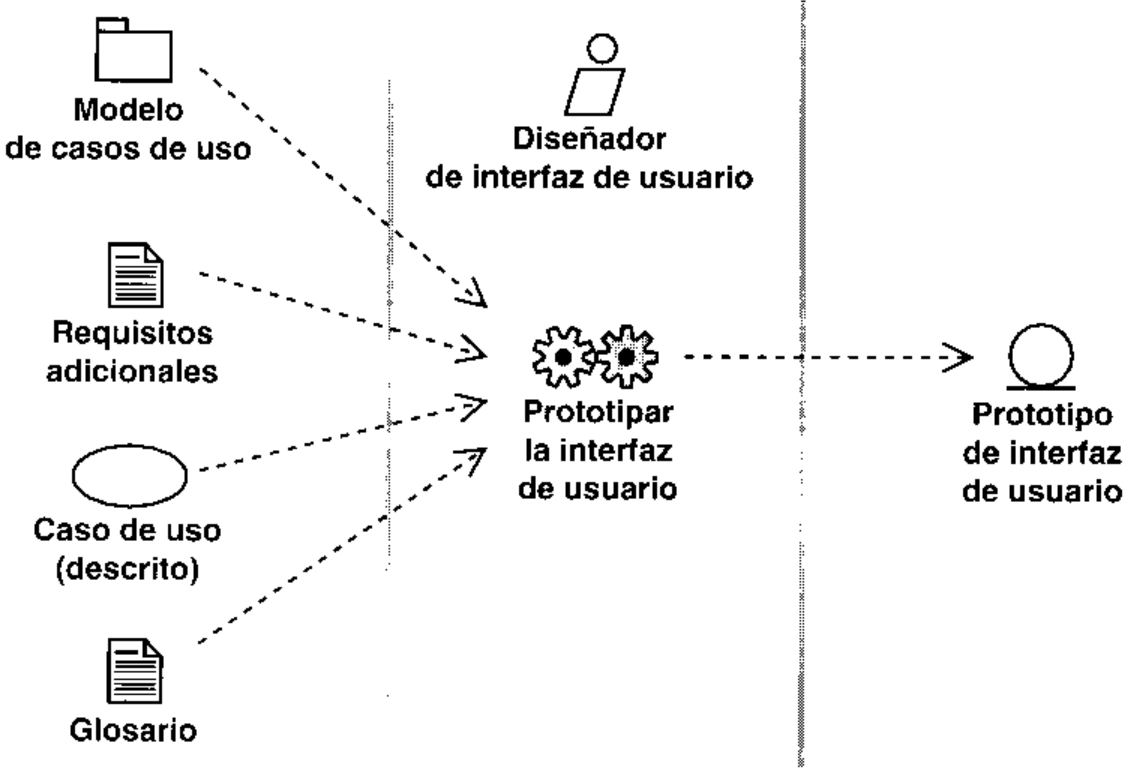 Modelo
de casos de uso
Requisitos
adicionales
Caso de uso
(descrito)
Glosario
Diseñador
de interfaz de usuario
Prototipar
la interfaz
de usuario
Prototipo
de interfaz
de usuario